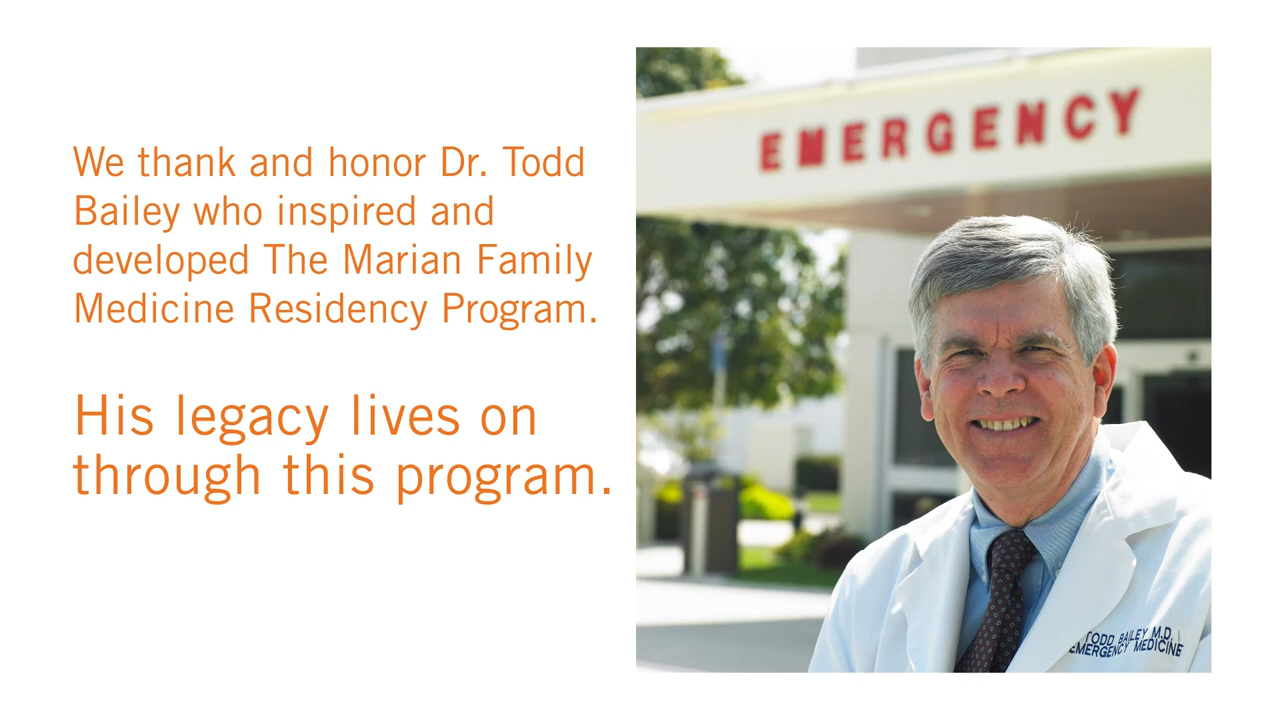 We thank and honor Dr. Todd
Bailey who inspired and
developed The Marian Family
Medicine Residency Program.
His legacy lives on
through this program.
EMERGENCY
TODD BAILEY M.D.
EMERGENCY MEDICINE